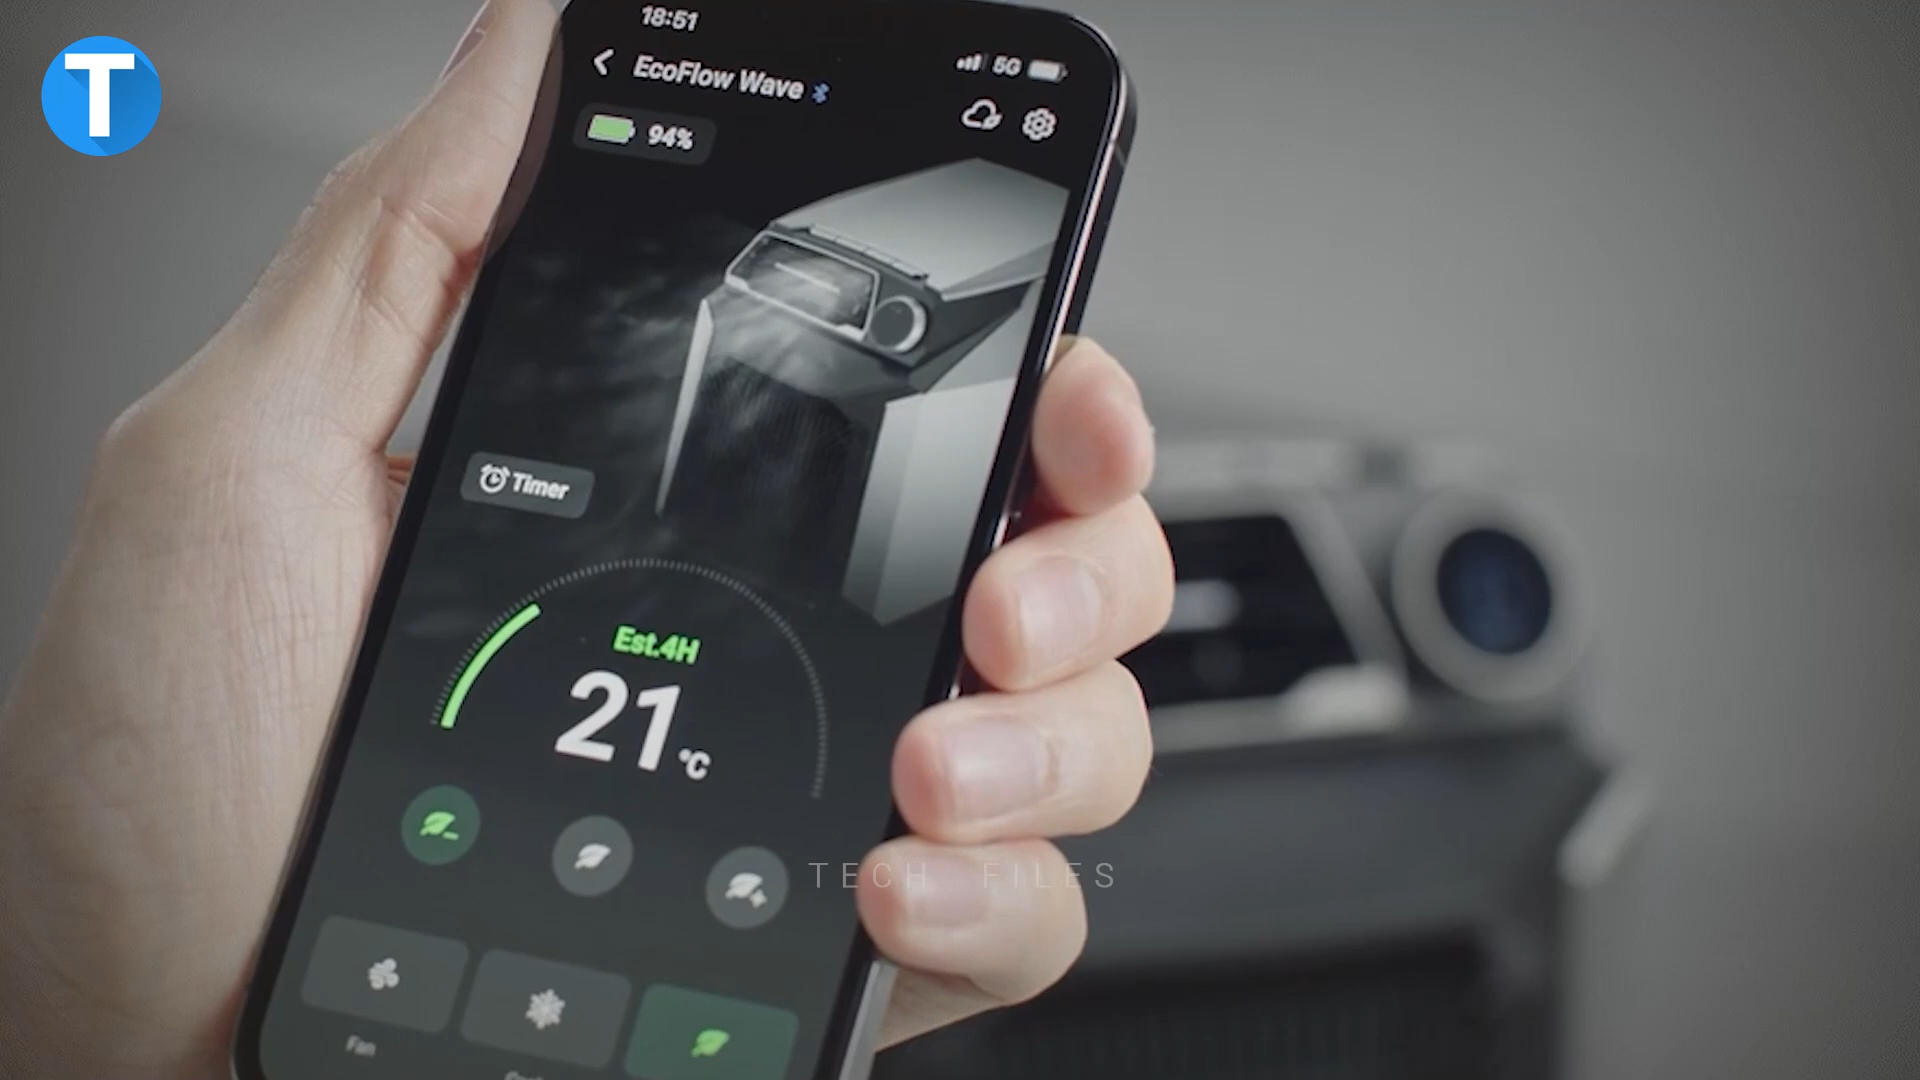 T
18:51
5G
EcoFlow Wave
94%
Timer
Est.4H
21°C
TECH FILES
Fan